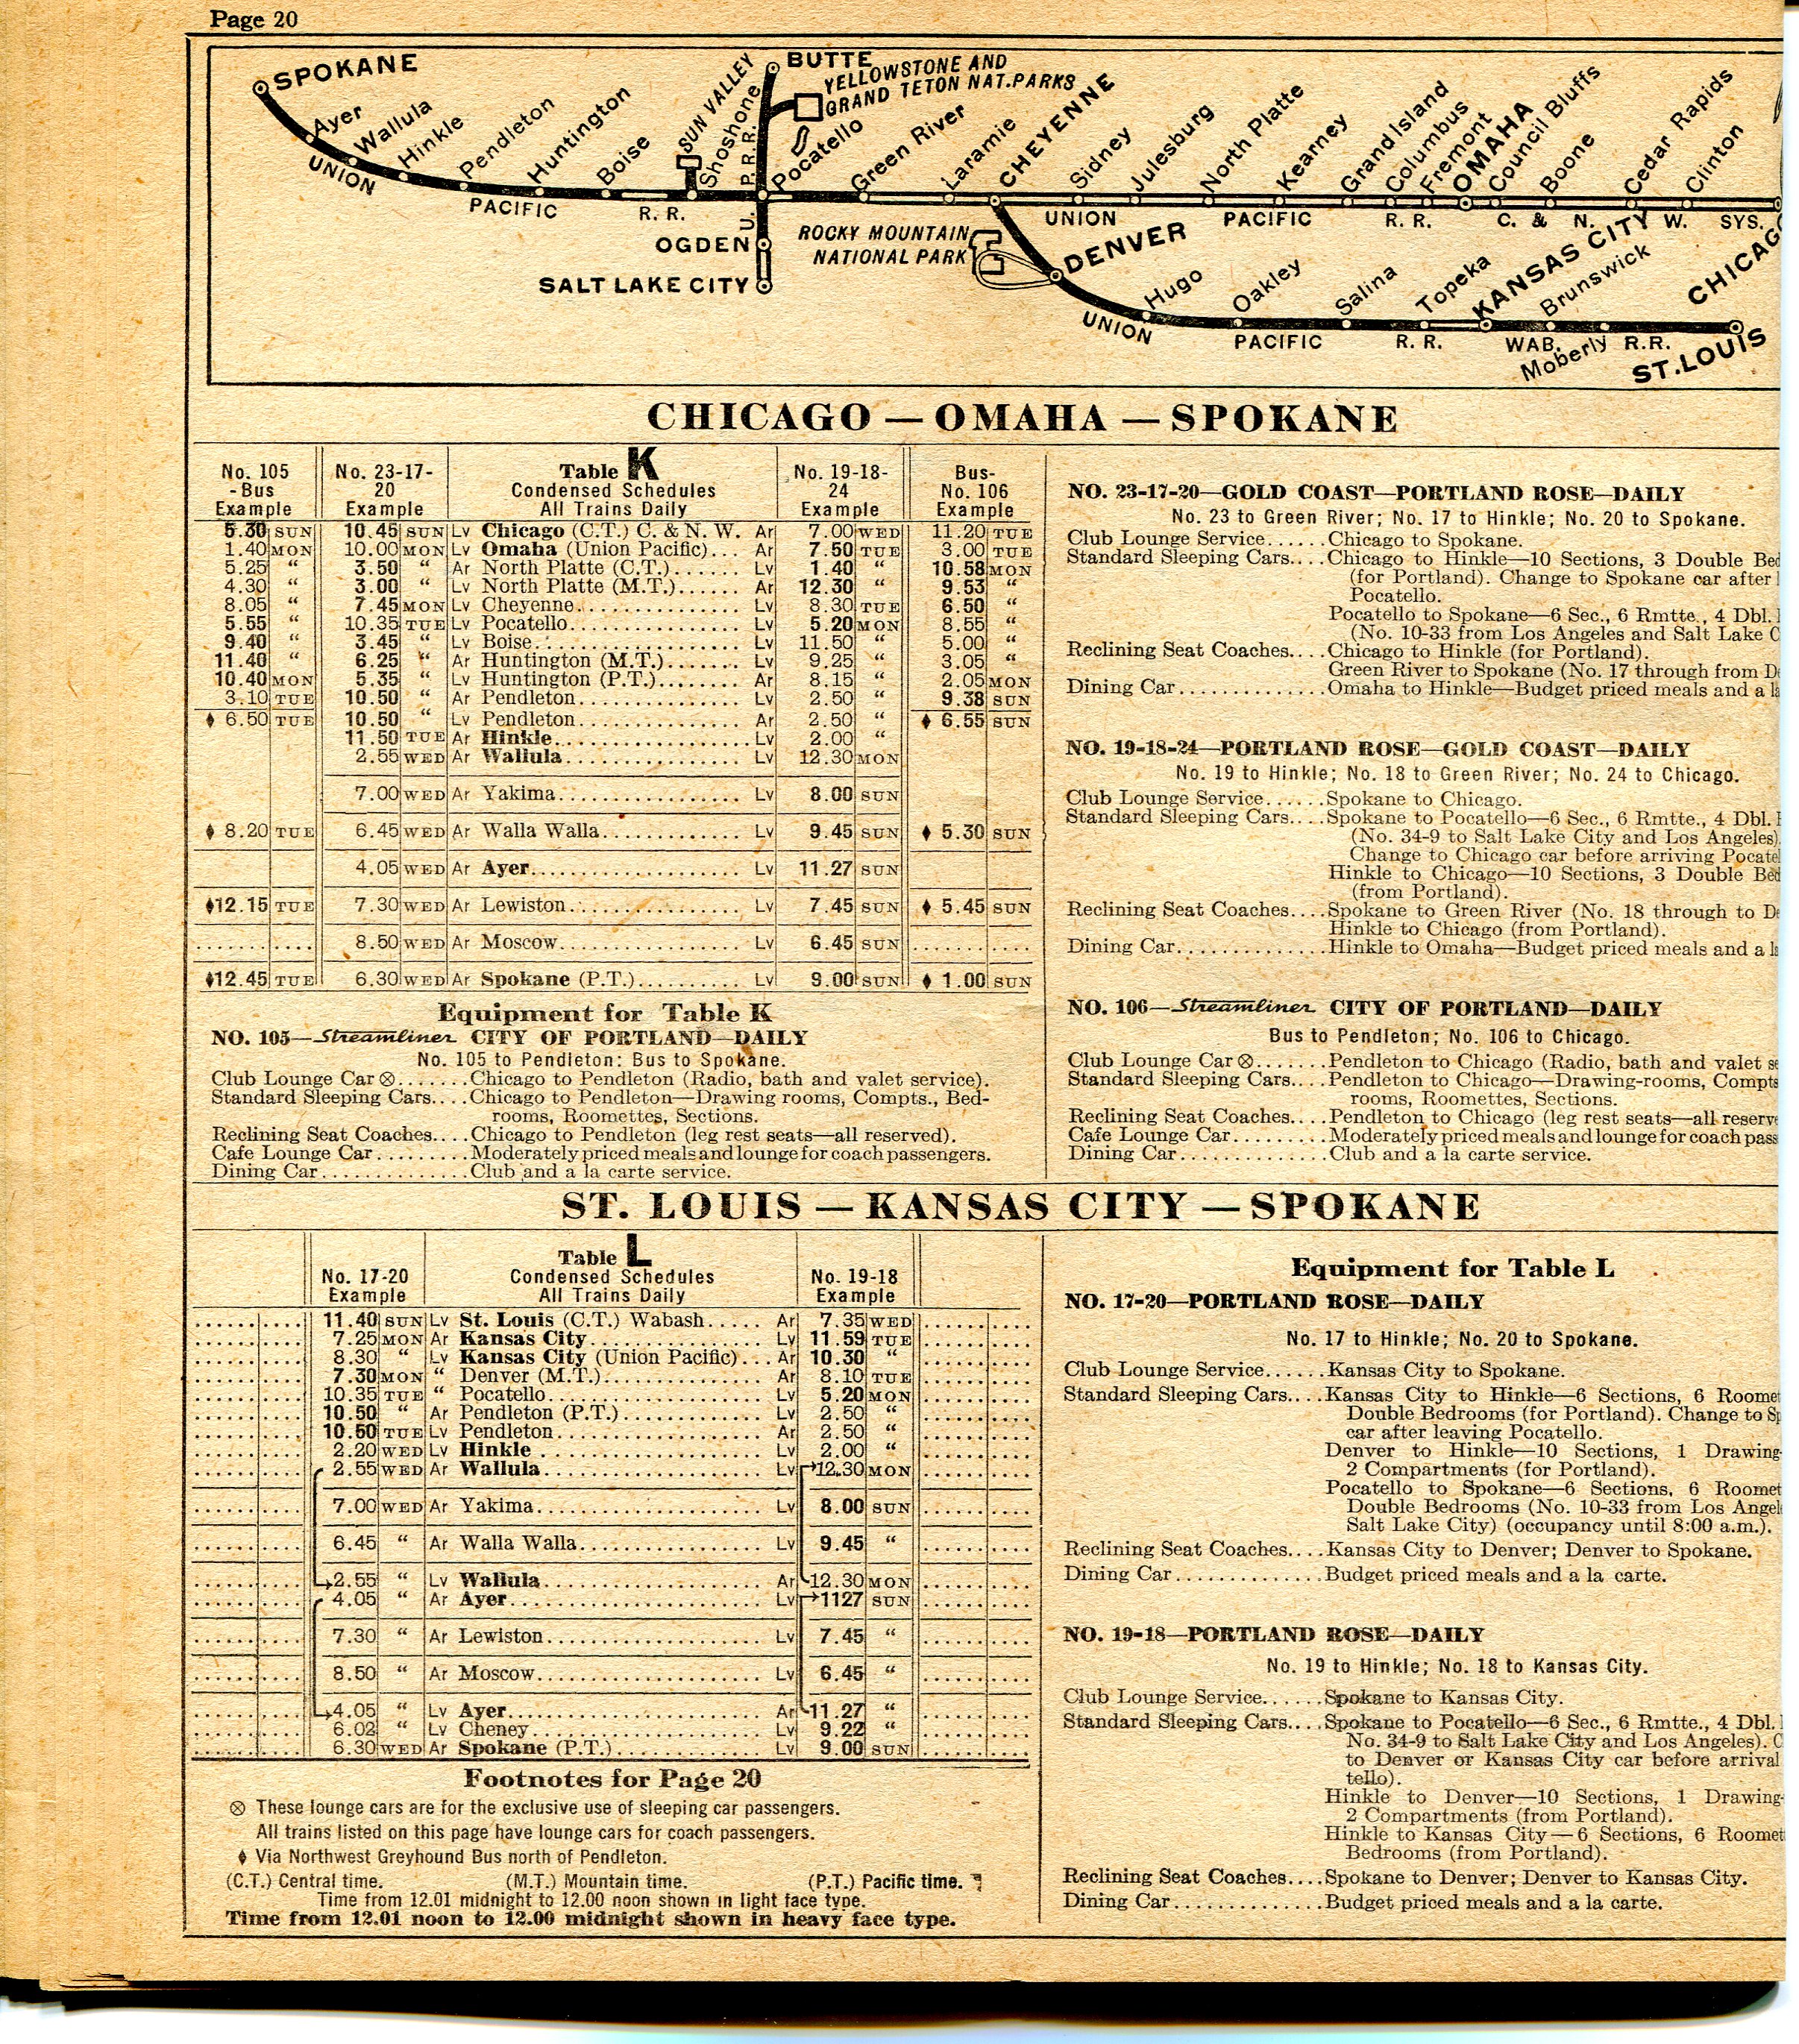 Page 20
SPOKANE
Ayer
Wallula
Hinkle
Pendleton
Huntington
Boise
SUN VALLEY
Shoshone
BUTTE
YELLOWSTONE AND
GRAND TETON NAT. PARKS
U. P. R. R.
Pocatello
Green River
Laramie
CHEYENNE
Sidney
Julesburg
North Platte
Kearney
Grand Island
Columbus
Fremont
OMAHA
Council Bluffs
Boone
Cedar Rapids
Clinton
UNION
PACIFIC
R. R.
UNION
PACIFIC
R. R.
C. & N. W. SYS.
OGDEN
SALT LAKE CITY
ROCKY MOUNTAIN
NATIONAL PARK
DENVER
Hugo
Oakley
Salina
Topeka
KANSAS CITY
Brunswick
Moberly
CHICAGO
ST. LOUIS
UNION
PACIFIC
R. R.
WAB. R.R.
CHICAGO — OMAHA — SPOKANE
No. 105 No. 23-17- Table K No. 19-18- Bus-
-Bus 20 Condensed Schedules 24 No. 106
Example Example All Trains Daily Example Example
5.30 SUN 10.45 SUN Lv Chicago (C.T.) C. & N. W. Ar 7.00 WED 11.20 TUE
1.40 MON 10.00 MON Lv Omaha (Union Pacific)... Ar 7.50 TUE 3.00 TUE
5.25 “ 3.50 “ Ar North Platte (C.T.)...... Lv 1.40 “ 10.58 MON
4.30 “ 3.00 “ Lv North Platte (M.T.)...... Ar 12.30 “ 9.53 “
8.05 “ 7.45 MON Lv Cheyenne................ Lv 8.30 TUE 6.50 “
5.55 “ 10.35 TUE Lv Pocatello................ Lv 5.20 MON 8.55 “
9.40 “ 3.45 “ Lv Boise.................... Lv 11.50 “ 5.00 “
11.40 “ 6.25 “ Ar Huntington (M.T.)....... Lv 9.25 “ 3.05 “
10.40 MON 5.35 “ Lv Huntington (P.T.)........ Ar 8.15 “ 2.05 MON
3.10 TUE 10.50 “ Ar Pendleton............... Lv 2.50 “ 9.38 SUN
♦ 6.50 TUE 10.50 “ Lv Pendleton............... Ar 2.50 “ ♦ 6.55 SUN
11.50 TUE Ar Hinkle................... Lv 2.00 “
2.55 WED Ar Wallula................. Lv 12.30 MON
7.00 WED Ar Yakima.................. Lv 8.00 SUN
♦ 8.20 TUE 6.45 WED Ar Walla Walla............. Lv 9.45 SUN ♦ 5.30 SUN
4.05 WED Ar Ayer.................... Lv 11.27 SUN
♦12.15 TUE 7.30 WED Ar Lewiston................ Lv 7.45 SUN ♦ 5.45 SUN
8.50 WED Ar Moscow.................. Lv 6.45 SUN
♦12.45 TUE 6.30 WED Ar Spokane (P.T.).......... Lv 9.00 SUN ♦ 1.00 SUN
Equipment for Table K
NO. 105—Streamliner CITY OF PORTLAND—DAILY
No. 105 to Pendleton: Bus to Spokane.
Club Lounge Car ⊗.......Chicago to Pendleton (Radio, bath and valet service).
Standard Sleeping Cars....Chicago to Pendleton—Drawing rooms, Compts., Bed-
rooms, Roomettes, Sections.
Reclining Seat Coaches....Chicago to Pendleton (leg rest seats—all reserved).
Cafe Lounge Car.........Moderately priced meals and lounge for coach passengers.
Dining Car..............Club and a la carte service.
NO. 23-17-20—GOLD COAST—PORTLAND ROSE—DAILY
No. 23 to Green River; No. 17 to Hinkle; No. 20 to Spokane.
Club Lounge Service......Chicago to Spokane.
Standard Sleeping Cars....Chicago to Hinkle—10 Sections, 3 Double Bed
(for Portland). Change to Spokane car after
Pocatello.
Pocatello to Spokane—6 Sec., 6 Rmtte., 4 Dbl.
(No. 10-33 from Los Angeles and Salt Lake C
Reclining Seat Coaches....Chicago to Hinkle (for Portland).
Green River to Spokane (No. 17 through from De
Dining Car.............Omaha to Hinkle—Budget priced meals and a la
NO. 19-18-24—PORTLAND ROSE—GOLD COAST—DAILY
No. 19 to Hinkle; No. 18 to Green River; No. 24 to Chicago.
Club Lounge Service......Spokane to Chicago.
Standard Sleeping Cars....Spokane to Pocatello—6 Sec., 6 Rmtte., 4 Dbl.
(No. 34-9 to Salt Lake City and Los Angeles).
Change to Chicago car before arriving Pocatel
Hinkle to Chicago—10 Sections, 3 Double Bed
(from Portland).
Reclining Seat Coaches....Spokane to Green River (No. 18 through to De
Hinkle to Chicago (from Portland).
Dining Car.............Hinkle to Omaha—Budget priced meals and a la
NO. 106—Streamliner CITY OF PORTLAND—DAILY
Bus to Pendleton; No. 106 to Chicago.
Club Lounge Car ⊗.......Pendleton to Chicago (Radio, bath and valet se
Standard Sleeping Cars....Pendleton to Chicago—Drawing-rooms, Compts
rooms, Roomettes, Sections.
Reclining Seat Coaches....Pendleton to Chicago (leg rest seats—all reserve
Cafe Lounge Car.........Moderately priced meals and lounge for coach pass
Dining Car.............Club and a la carte service.
ST. LOUIS — KANSAS CITY — SPOKANE
Table L
No. 17-20 Condensed Schedules No. 19-18
Example All Trains Daily Example
11.40 SUN Lv St. Louis (C.T.) Wabash..... Ar 7.35 WED
7.25 MON Ar Kansas City.............. Lv 11.59 TUE
8.30 “ Lv Kansas City (Union Pacific)... Ar 10.30 “
7.30 MON “ Denver (M.T.)............ Ar 8.10 TUE
10.35 TUE “ Pocatello................ Lv 5.20 MON
10.50 “ Ar Pendleton (P.T.)......... Lv 2.50 “
10.50 TUE Lv Pendleton................ Ar 2.50 “
2.20 WED Lv Hinkle................... Lv 2.00 “
2.55 WED Ar Wallula.................. Lv 12.30 MON
7.00 WED Ar Yakima................... Lv 8.00 SUN
6.45 “ Ar Walla Walla.............. Lv 9.45 “
2.55 “ Lv Wallula.................. Ar 12.30 MON
4.05 “ Ar Ayer..................... Lv 1127 SUN
7.30 “ Ar Lewiston................. Lv 7.45 “
8.50 “ Ar Moscow................... Lv 6.45 “
4.05 “ Lv Ayer..................... Ar 11.27 “
6.02 “ Lv Cheney................... Lv 9.22 “
6.30 WED Ar Spokane (P.T.)........... Lv 9.00 SUN
Footnotes for Page 20
⊗ These lounge cars are for the exclusive use of sleeping car passengers.
All trains listed on this page have lounge cars for coach passengers.
♦ Via Northwest Greyhound Bus north of Pendleton.
(C.T.) Central time. (M.T.) Mountain time. (P.T.) Pacific time.
Time from 12.01 midnight to 12.00 noon shown in light face type.
Time from 12.01 noon to 12.00 midnight shown in heavy face type.
Equipment for Table L
NO. 17-20—PORTLAND ROSE—DAILY
No. 17 to Hinkle; No. 20 to Spokane.
Club Lounge Service......Kansas City to Spokane.
Standard Sleeping Cars....Kansas City to Hinkle—6 Sections, 6 Roomet
Double Bedrooms (for Portland). Change to Sp
car after leaving Pocatello.
Denver to Hinkle—10 Sections, 1 Drawing-
2 Compartments (for Portland).
Pocatello to Spokane—6 Sections, 6 Roomet
Double Bedrooms (No. 10-33 from Los Angel
Salt Lake City) (occupancy until 8:00 a.m.).
Reclining Seat Coaches....Kansas City to Denver; Denver to Spokane.
Dining Car..............Budget priced meals and a la carte.
NO. 19-18—PORTLAND ROSE—DAILY
No. 19 to Hinkle; No. 18 to Kansas City.
Club Lounge Service......Spokane to Kansas City.
Standard Sleeping Cars....Spokane to Pocatello—6 Sec., 6 Rmtte., 4 Dbl.
No. 34-9 to Salt Lake City and Los Angeles). C
to Denver or Kansas City car before arrival
tello).
Hinkle to Denver—10 Sections, 1 Drawing-
2 Compartments (from Portland).
Hinkle to Kansas City—6 Sections, 6 Roomet
Bedrooms (from Portland).
Reclining Seat Coaches....Spokane to Denver; Denver to Kansas City.
Dining Car..............Budget priced meals and a la carte.